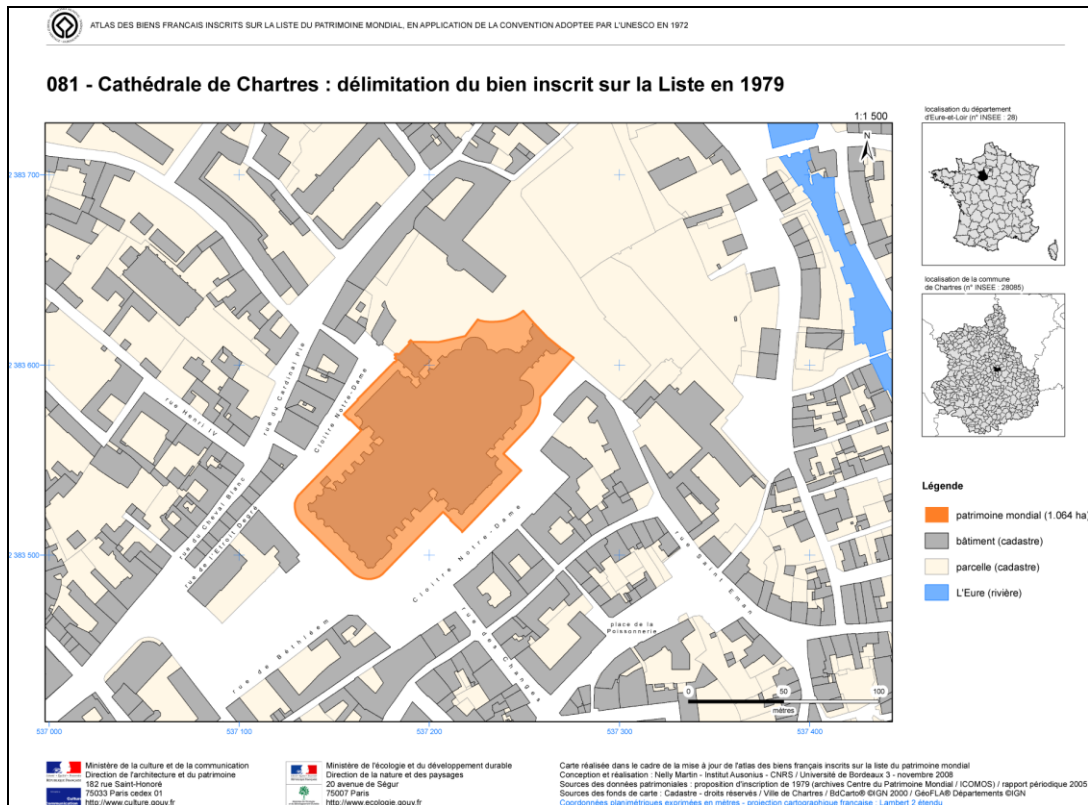 ATLAS DES BIENS FRANCAIS INSCRITS SUR LA LISTE DU PATRIMOINE MONDIAL, EN APPLICATION DE LA CONVENTION ADOPTEE PAR L'UNESCO EN 1972
081 - Cathédrale de Chartres : délimitation du bien inscrit sur la Liste en 1979
1:1 500
N
2 383 700
2 383 600
2 383 500
537 000
537 100
537 200
537 300
537 400
rue Henri IV
rue du Cardinal Pie
Cloître Notre-Dame
rue du Cheval Blanc
rue de l'Etroit Degré
Cloître Notre-Dame
rue de Béthléem
rue des Changes
rue Saint Eman
place de la
Poissonnerie
0 50 100
mètres
localisation du département
d'Eure-et-Loir (n° INSEE : 28)
localisation de la commune
de Chartres (n° INSEE : 28085)
Légende
patrimoine mondial (1.064 ha)
bâtiment (cadastre)
parcelle (cadastre)
L'Eure (rivière)
Ministère de la culture et de la communication
Direction de l'architecture et du patrimoine
182 rue Saint-Honoré
75033 Paris cedex 01
http://www.culture.gouv.fr
Ministère de l'écologie et du développement durable
Direction de la nature et des paysages
20 avenue de Ségur
75007 Paris
http://www.ecologie.gouv.fr
Carte réalisée dans le cadre de la mise à jour de l'atlas des biens français inscrits sur la liste du patrimoine mondial
Conception et réalisation : Nelly Martin - Institut Ausonius - CNRS / Université de Bordeaux 3 - novembre 2008
Sources des données patrimoniales : proposition d'inscription de 1979 (archives Centre du Patrimoine Mondial / ICOMOS) / rapport périodique 2005
Sources des fonds de carte : Cadastre - droits réservés / Ville de Chartres / BdCarto® ©IGN 2000 / GéoFLA® Départements ©IGN
Coordonnées planimétriques exprimées en mètres - projection cartographique française : Lambert 2 étendu